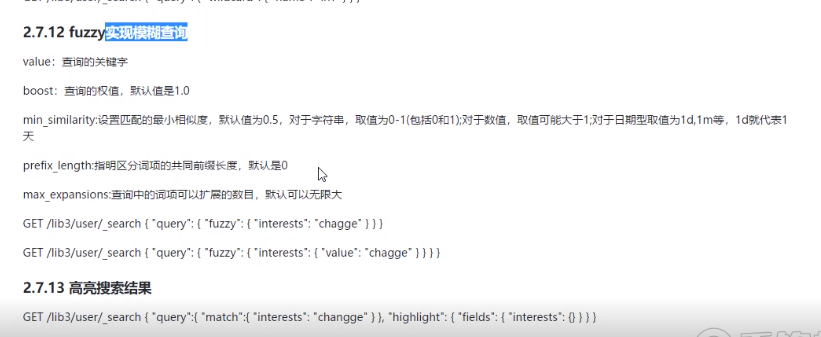 2.7.12 fuzzy实现模糊查询
value：查询的关键字
boost：查询的权值，默认值是1.0
min_similarity:设置匹配的最小相似度，默认值为0.5，对于字符串，取值为0-1(包括0和1);对于数值，取值可能大于1;对于日期型取值为1d,1m等，1d就代表1
天
prefix_length:指明区分词项的共同前缀长度，默认是0
max_expansions:查询中的词项可以扩展的数目，默认可以无限大
GET /lib3/user/_search { "query": { "fuzzy": { "interests": "chagge" } } }
GET /lib3/user/_search { "query": { "fuzzy": { "interests": { "value": "chagge" } } } }
2.7.13 高亮搜索结果
GET /lib3/user/_search { "query":{ "match":{ "interests": "changge" } }, "highlight": { "fields": { "interests": {} } } }